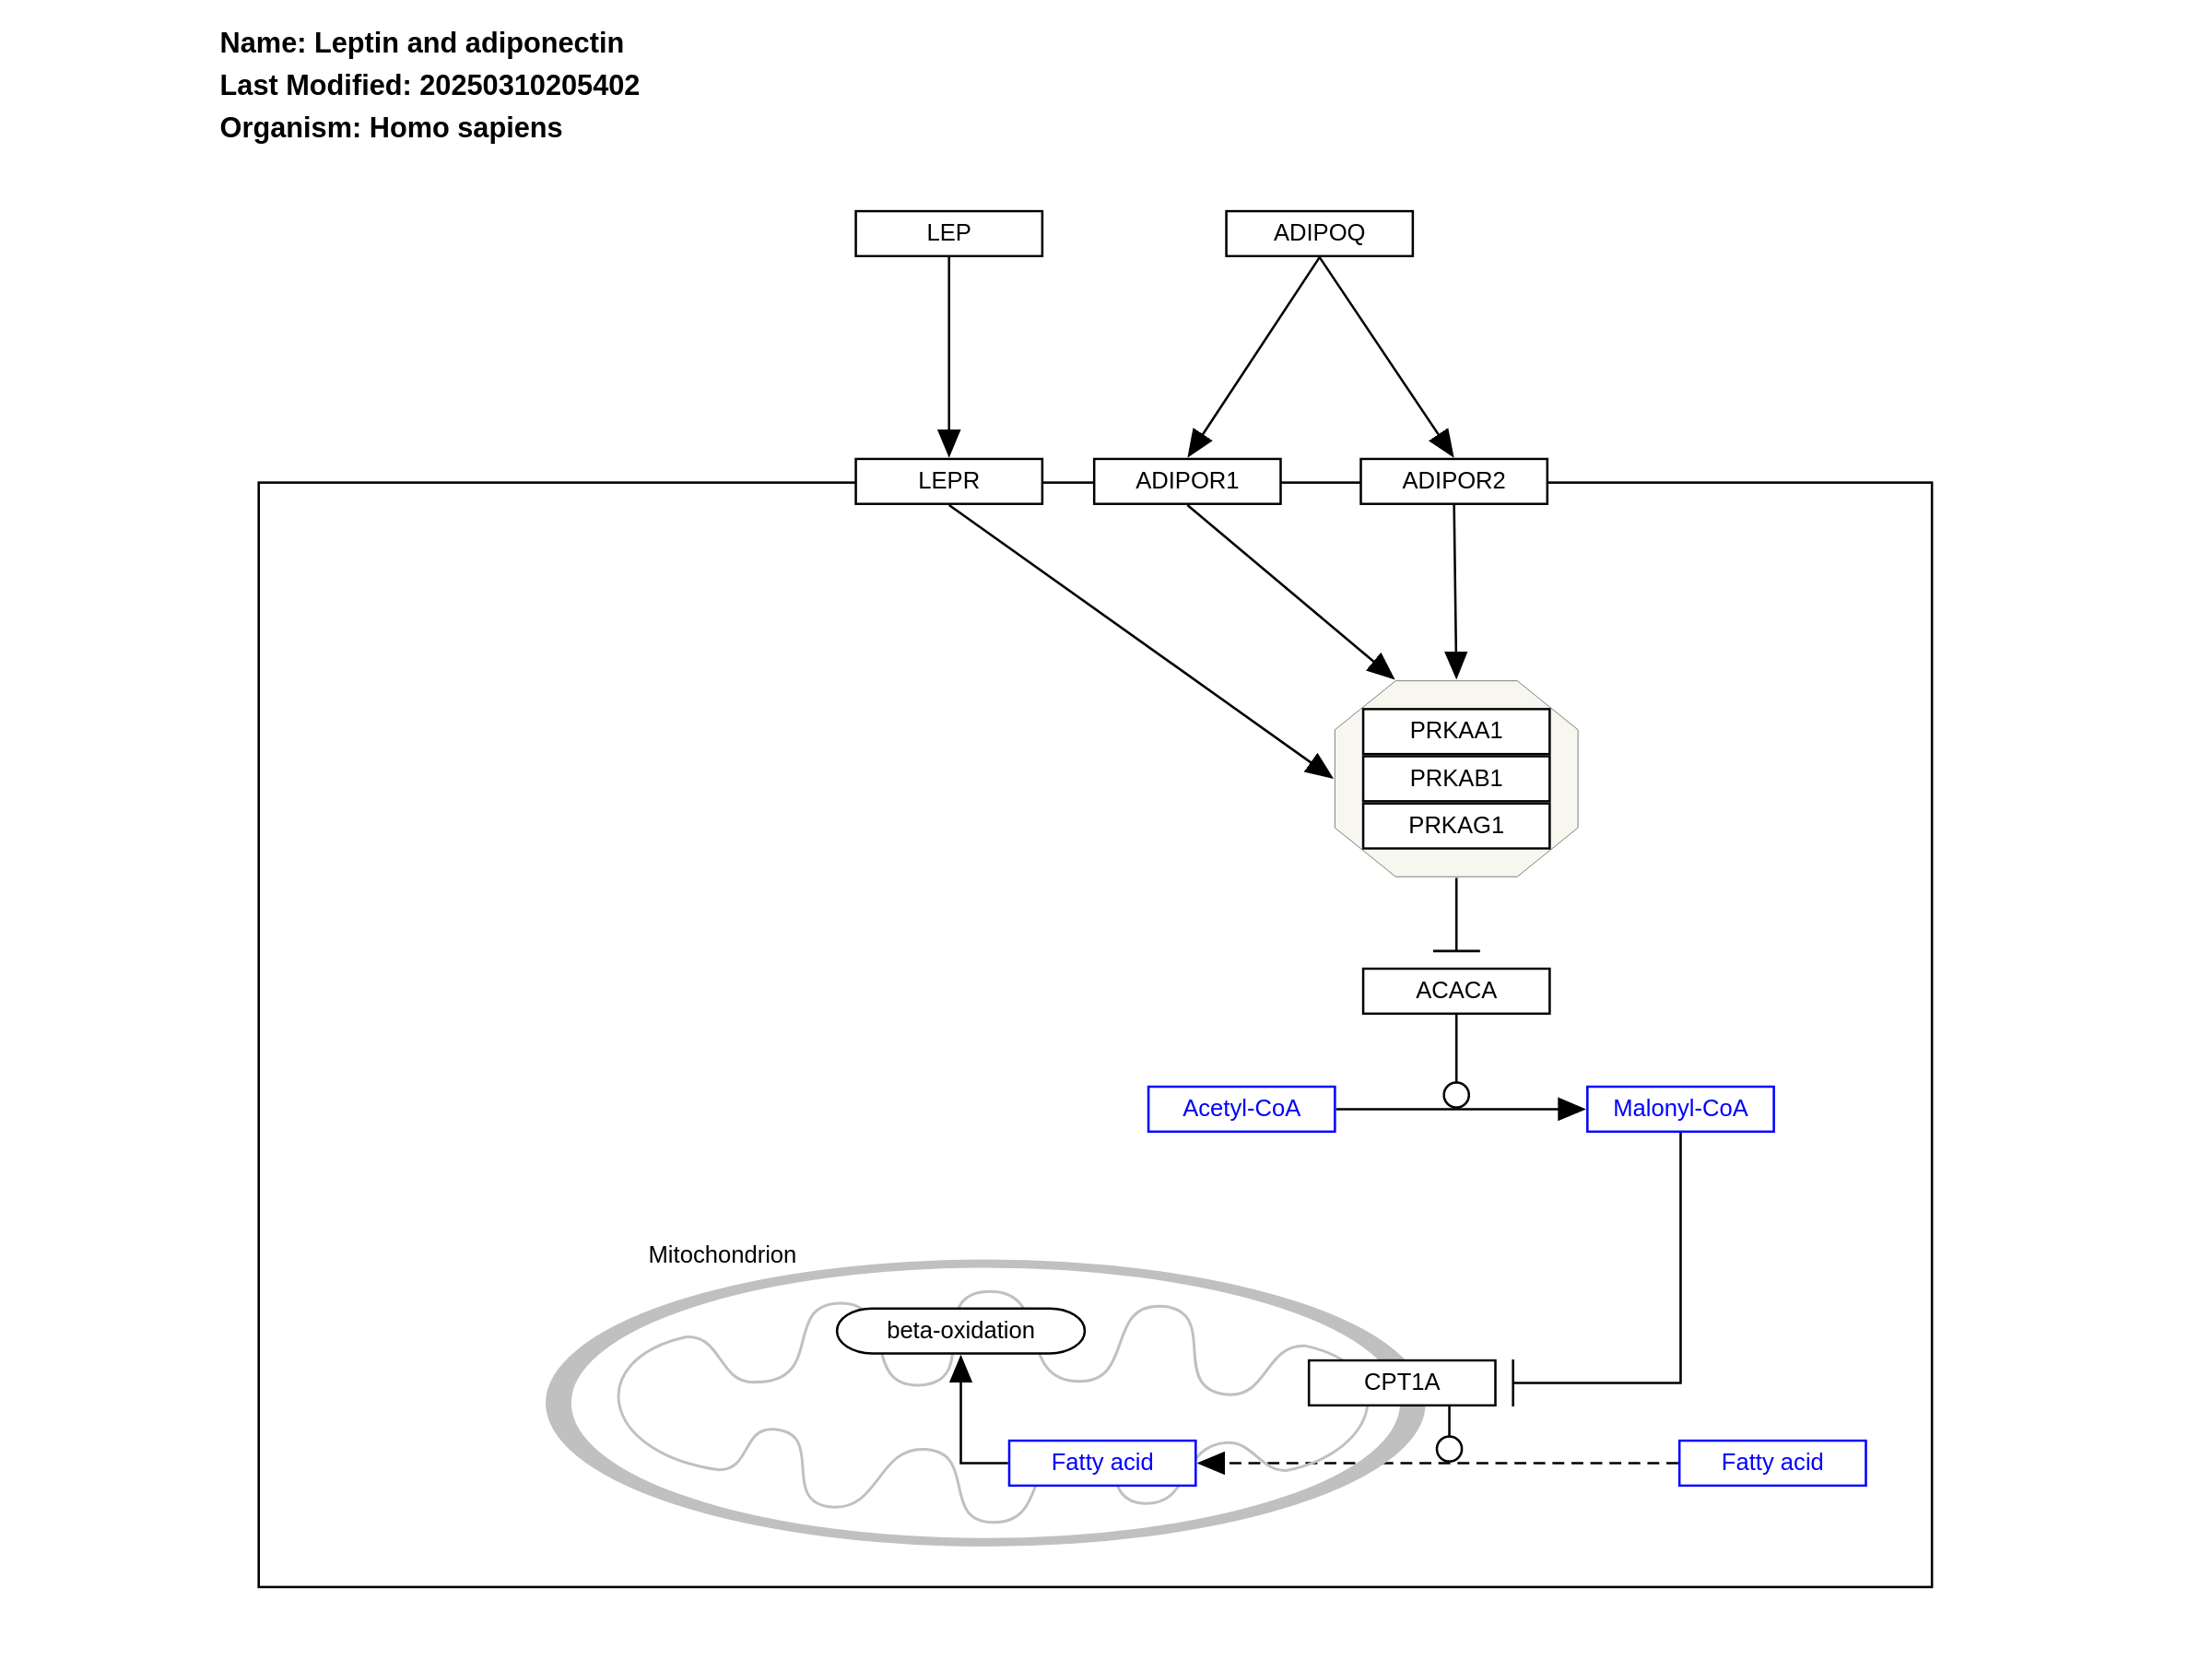 Name: Leptin and adiponectin
Last Modified: 20250310205402
Organism: Homo sapiens
LEP
ADIPOQ
LEPR
ADIPOR1
ADIPOR2
PRKAA1
PRKAB1
PRKAG1
ACACA
Acetyl-CoA
Malonyl-CoA
Mitochondrion
beta-oxidation
CPT1A
Fatty acid
Fatty acid